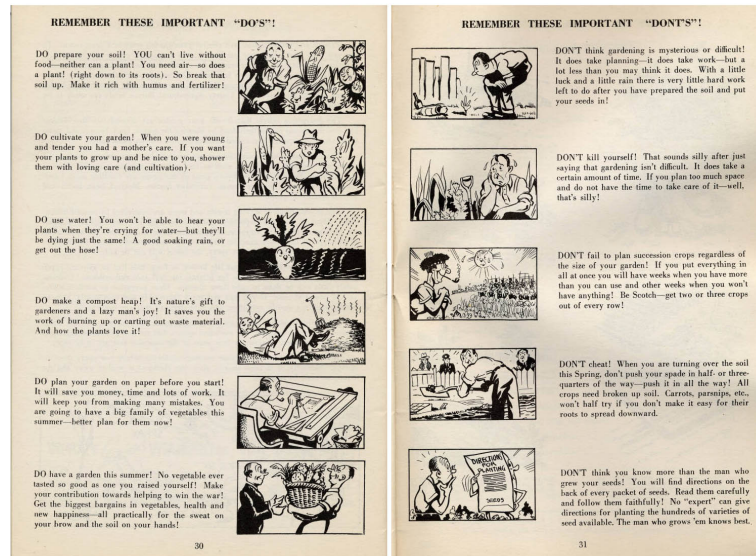 REMEMBER THESE IMPORTANT "DO'S"!
DO prepare your soil! YOU can't live without
food—neither can a plant! You need air—so does
a plant! (right down to its roots). So break that
soil up. Make it rich with humus and fertilizer!
DO cultivate your garden! When you were young
and tender you had a mother's care. If you want
your plants to grow up and be nice to you, shower
them with loving care (and cultivation).
DO use water! You won't be able to hear your
plants when they're crying for water—but they'll
be dying just the same! A good soaking rain, or
get out the hose!
DO make a compost heap! It's nature's gift to
gardeners and a lazy man's joy! It saves you the
work of burning up or carting out waste material.
And how the plants love it!
DO plan your garden on paper before you start!
It will save you money, time and lots of work. It
will keep you from making many mistakes. You
are going to have a big family of vegetables this
summer—better plan for them now!
DO have a garden this summer! No vegetable ever
tasted so good as one you raised yourself! Make
your contribution towards helping to win the war!
Get the biggest bargains in vegetables, health and
new happiness—all practically for the sweat on
your brow and the soil on your hands!
30
REMEMBER THESE IMPORTANT "DONT'S"!
DON'T think gardening is mysterious or difficult!
It does take planning—it does take work—but a
lot less than you may think it does. With a little
luck and a little rain there is very little hard work
left to do after you have prepared the soil and put
your seeds in!
DON'T kill yourself! That sounds silly after just
saying that gardening isn't difficult. It does take a
certain amount of time. If you plan too much space
and do not have the time to take care of it—well,
that's silly!
DON'T fail to plan succession crops regardless of
the size of your garden! If you put everything in
all at once you will have weeks when you have more
than you can use and other weeks when you won't
have anything! Be Scotch—get two or three crops
out of every row!
DON'T cheat! When you are turning over the soil
this Spring, don't push your spade in half- or three-
quarters of the way—push it in all the way! All
crops need broken up soil. Carrots, parsnips, etc.,
won't half try if you don't make it easy for their
roots to spread downward.
DIRECTIONS
FOR
PLANTING
SEEDS
DON'T think you know more than the man who
grew your seeds! You will find directions on the
back of every packet of seeds. Read them carefully
and follow them faithfully! No "expert" can give
directions for planting the hundreds of varieties of
seed available. The man who grows 'em knows best.
31